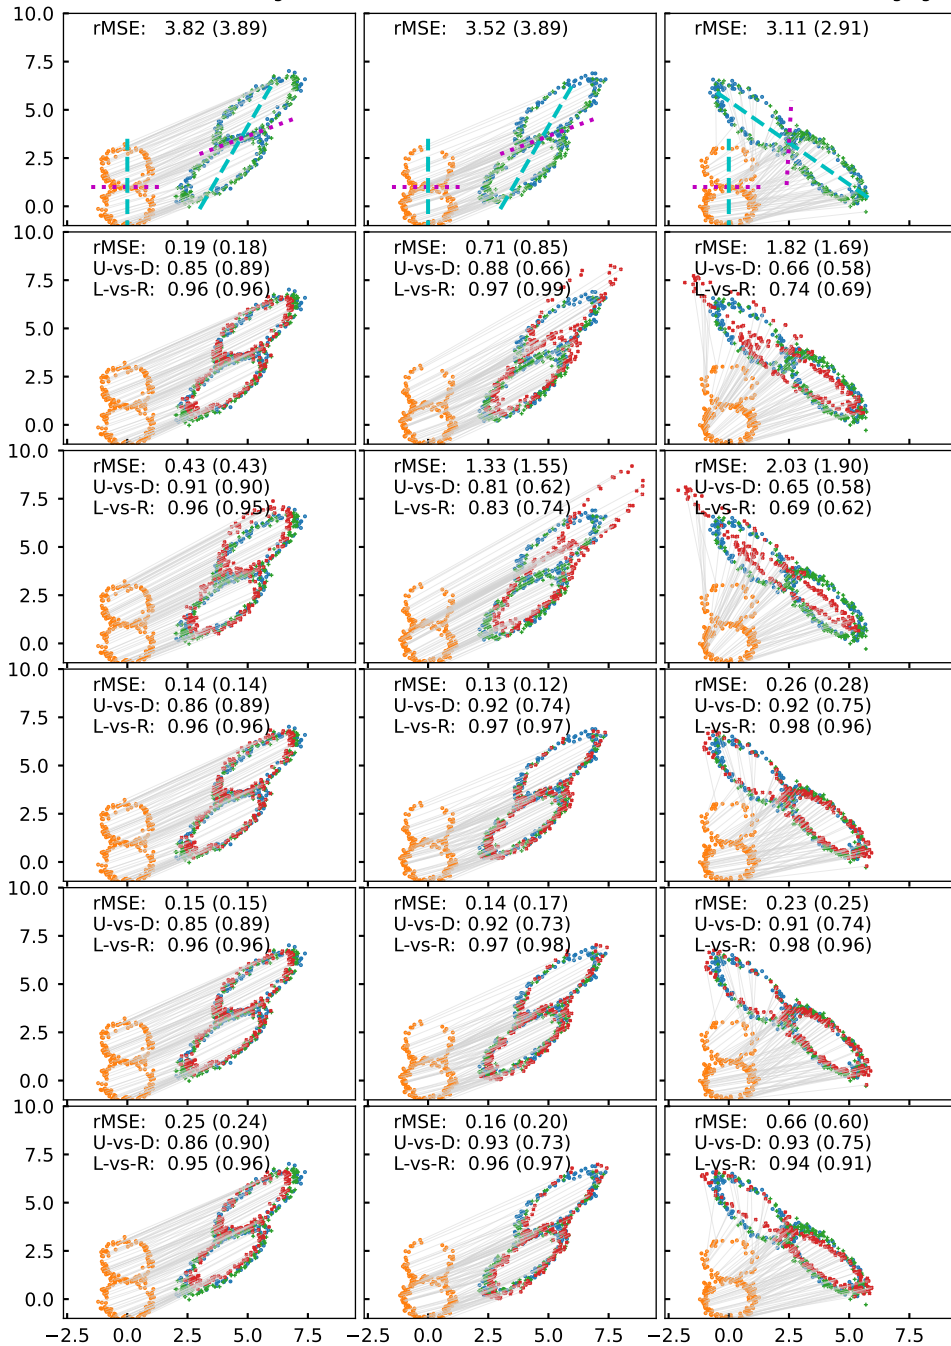 10.0
rMSE: 3.82 (3.89)
rMSE: 3.52 (3.89)
rMSE: 3.11 (2.91)
7.5
5.0
2.5
0.0
10.0
rMSE: 0.19 (0.18)
U-vs-D: 0.85 (0.89)
L-vs-R: 0.96 (0.96)
rMSE: 0.71 (0.85)
U-vs-D: 0.88 (0.66)
L-vs-R: 0.97 (0.99)
rMSE: 1.82 (1.69)
U-vs-D: 0.66 (0.58)
L-vs-R: 0.74 (0.69)
7.5
5.0
2.5
0.0
10.0
rMSE: 0.43 (0.43)
U-vs-D: 0.91 (0.90)
L-vs-R: 0.96 (0.95)
rMSE: 1.33 (1.55)
U-vs-D: 0.81 (0.62)
L-vs-R: 0.83 (0.74)
rMSE: 2.03 (1.90)
U-vs-D: 0.65 (0.58)
L-vs-R: 0.69 (0.62)
7.5
5.0
2.5
0.0
10.0
rMSE: 0.14 (0.14)
U-vs-D: 0.86 (0.89)
L-vs-R: 0.96 (0.96)
rMSE: 0.13 (0.12)
U-vs-D: 0.92 (0.74)
L-vs-R: 0.97 (0.97)
rMSE: 0.26 (0.28)
U-vs-D: 0.92 (0.75)
L-vs-R: 0.98 (0.96)
7.5
5.0
2.5
0.0
10.0
rMSE: 0.15 (0.15)
U-vs-D: 0.85 (0.89)
L-vs-R: 0.96 (0.96)
rMSE: 0.14 (0.17)
U-vs-D: 0.92 (0.73)
L-vs-R: 0.97 (0.98)
rMSE: 0.23 (0.25)
U-vs-D: 0.91 (0.74)
L-vs-R: 0.98 (0.96)
7.5
5.0
2.5
0.0
10.0
rMSE: 0.25 (0.24)
U-vs-D: 0.86 (0.90)
L-vs-R: 0.95 (0.96)
rMSE: 0.16 (0.20)
U-vs-D: 0.93 (0.73)
L-vs-R: 0.96 (0.97)
rMSE: 0.66 (0.60)
U-vs-D: 0.93 (0.75)
L-vs-R: 0.94 (0.91)
7.5
5.0
2.5
0.0
−2.5 0.0 2.5 5.0 7.5
−2.5 0.0 2.5 5.0 7.5
−2.5 0.0 2.5 5.0 7.5